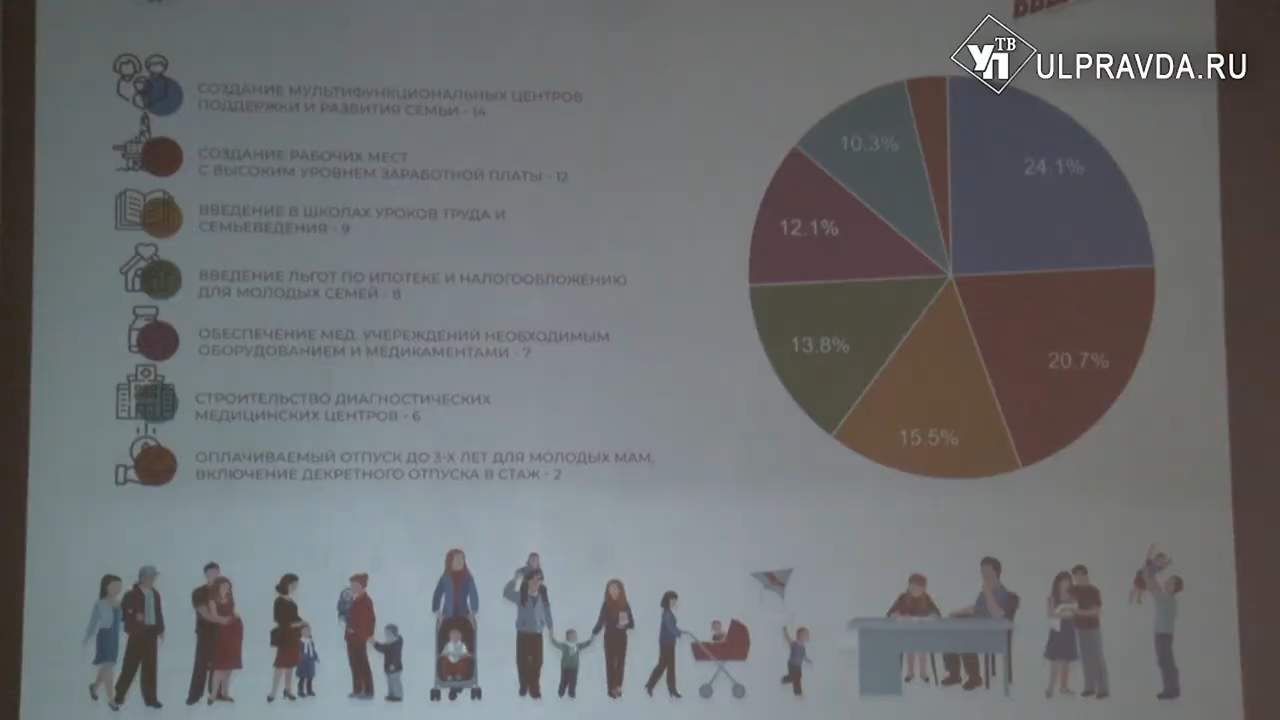 УП ТВ ULPRAVDA.RU
СОЗДАНИЕ МУЛЬТИФУНКЦИОНАЛЬНЫХ ЦЕНТРОВ
ПОДДЕРЖКИ И РАЗВИТИЯ СЕМЬИ - 14
СОЗДАНИЕ РАБОЧИХ МЕСТ
С ВЫСОКИМ УРОВНЕМ ЗАРАБОТНОЙ ПЛАТЫ - 12
ВВЕДЕНИЕ В ШКОЛАХ УРОКОВ ТРУДА И
СЕМЬЕВЕДЕНИЯ - 9
ВВЕДЕНИЕ ЛЬГОТ ПО ИПОТЕКЕ И НАЛОГООБЛОЖЕНИЮ
ДЛЯ МОЛОДЫХ СЕМЕЙ - 8
ОБЕСПЕЧЕНИЕ МЕД. УЧЕРЕЖДЕНИЙ НЕОБХОДИМЫМ
ОБОРУДОВАНИЕМ И МЕДИКАМЕНТАМИ - 7
СТРОИТЕЛЬСТВО ДИАГНОСТИЧЕСКИХ
МЕДИЦИНСКИХ ЦЕНТРОВ - 6
ОПЛАЧИВАЕМЫЙ ОТПУСК ДО 3-Х ЛЕТ ДЛЯ МОЛОДЫХ МАМ,
ВКЛЮЧЕНИЕ ДЕКРЕТНОГО ОТПУСКА В СТАЖ - 2
10.3%
24.1%
12.1%
13.8%
20.7%
15.5%